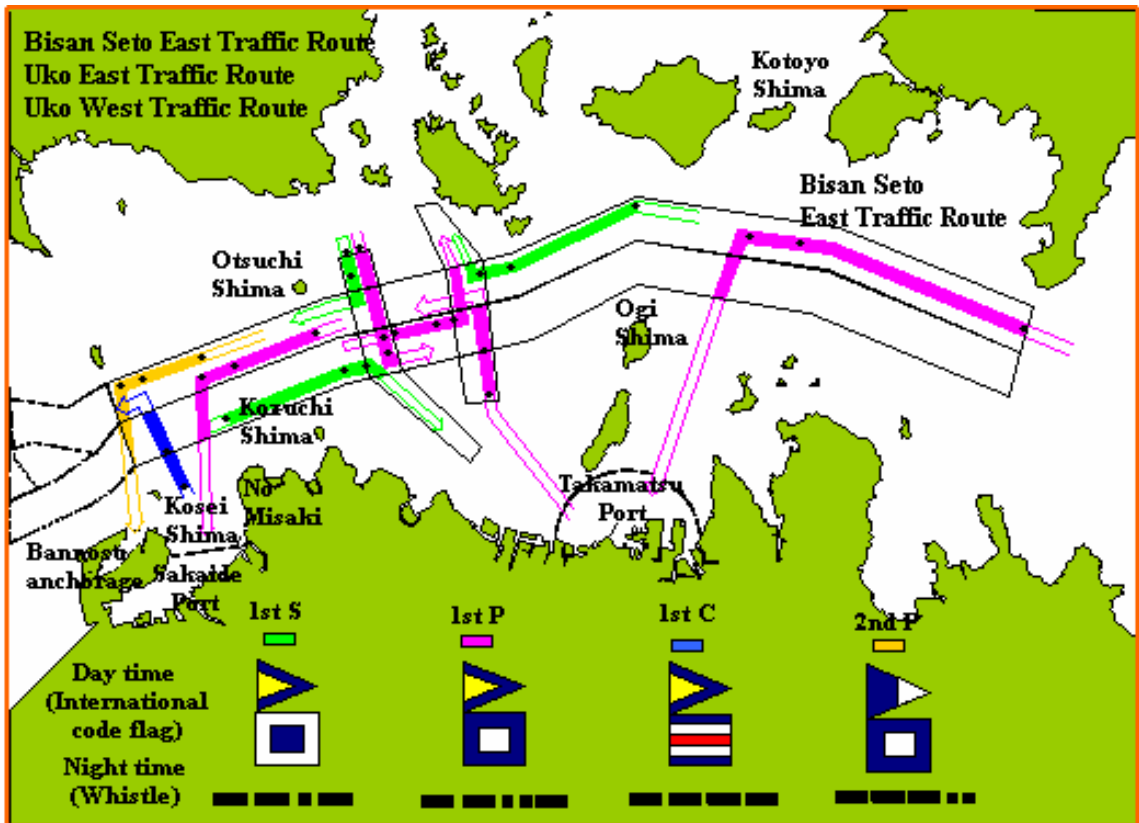 Bisan Seto East Traffic Route
Uko East Traffic Route
Uko West Traffic Route
Kotoyo
Shima
Bisan Seto
East Traffic Route
Otsuchi
Shima
Ogi
Shima
Kozuchi
Shima
Takamatsu
Port
No
Misaki
Kosei
Shima
Bannosu
anchorage
Sakaide
Port
1st S
1st P
1st C
2nd P
Day time
(International
code flag)
Night time
(Whistle)